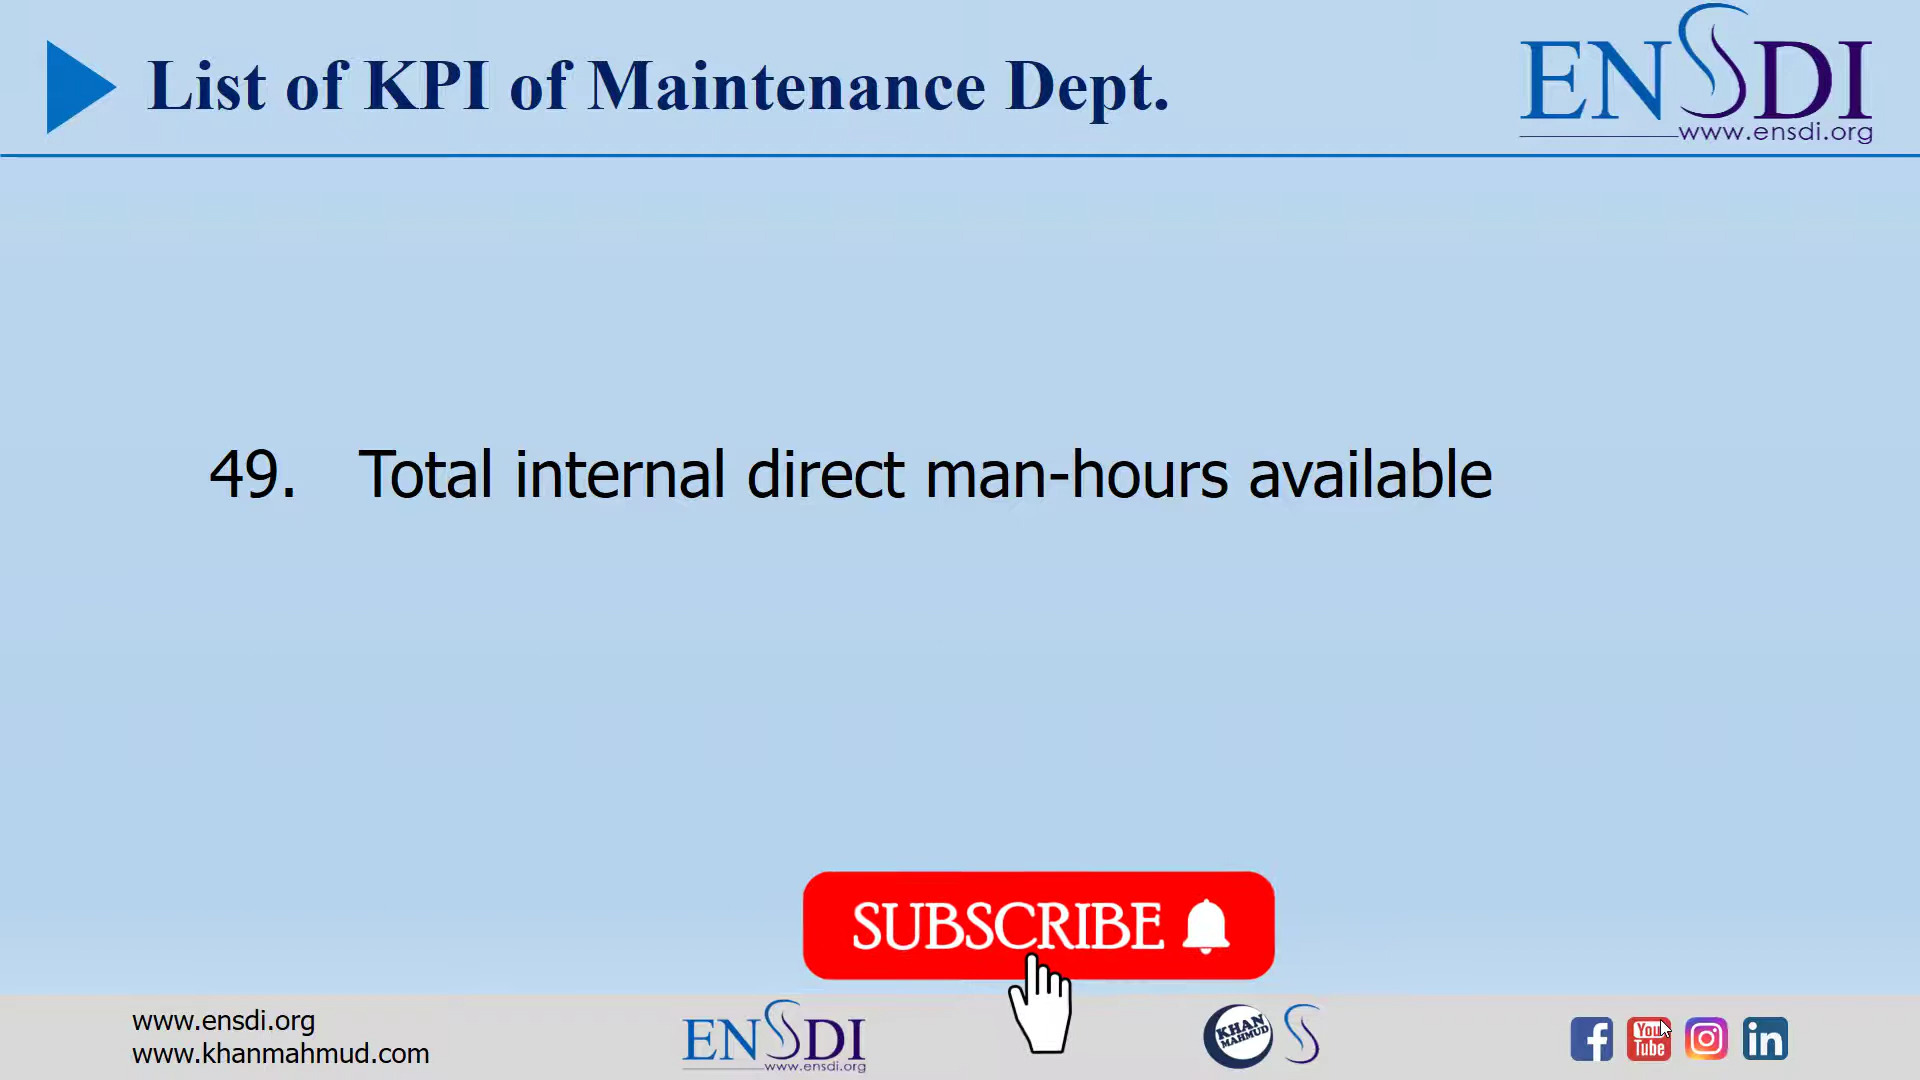 List of KPI of Maintenance Dept.
ENSDI
www.ensdi.org
49. Total internal direct man-hours available
SUBSCRIBE
www.ensdi.org
www.khanmahmud.com
ENSDI
www.ensdi.org
KHAN
MAHMUD
You
Tube
in